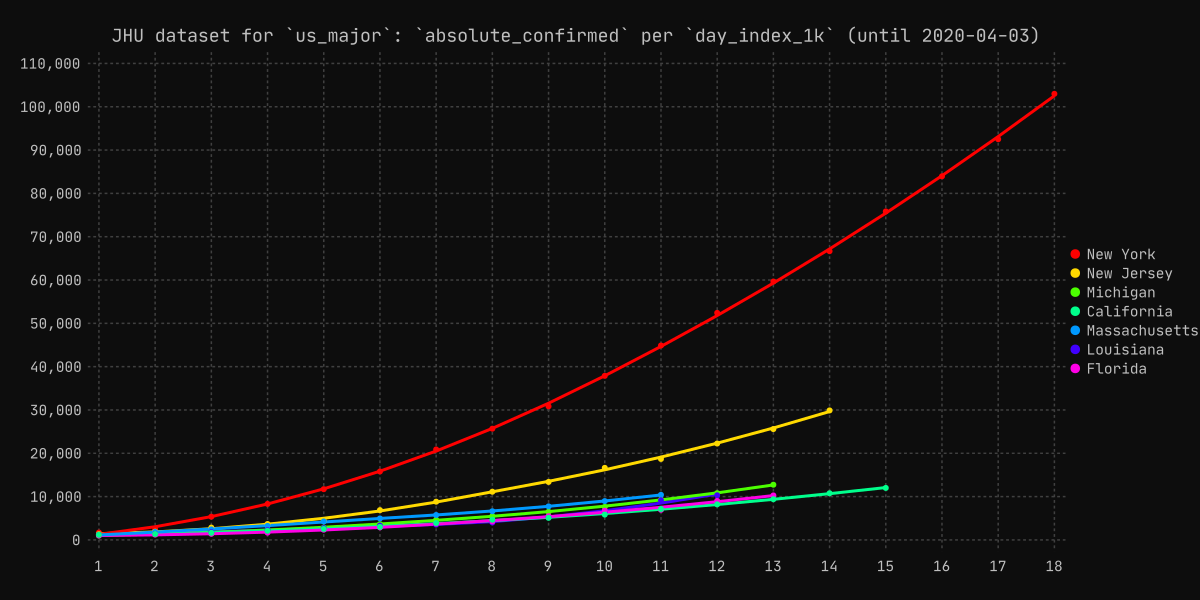 JHU dataset for `us_major`: `absolute_confirmed` per `day_index_1k` (until 2020-04-03)
110,000
100,000
90,000
80,000
70,000
60,000
50,000
40,000
30,000
20,000
10,000
0
1 2 3 4 5 6 7 8 9 10 11 12 13 14 15 16 17 18
New York
New Jersey
Michigan
California
Massachusetts
Louisiana
Florida